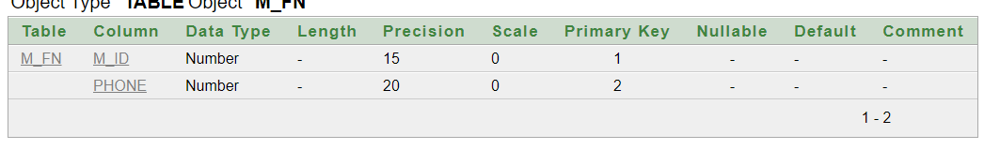 Object Type TABLE Object M_FN
Table Column Data Type Length Precision Scale Primary Key Nullable Default Comment
M_FN M_ID Number - 15 0 1 - - -
PHONE Number - 20 0 2 - - -
1 - 2